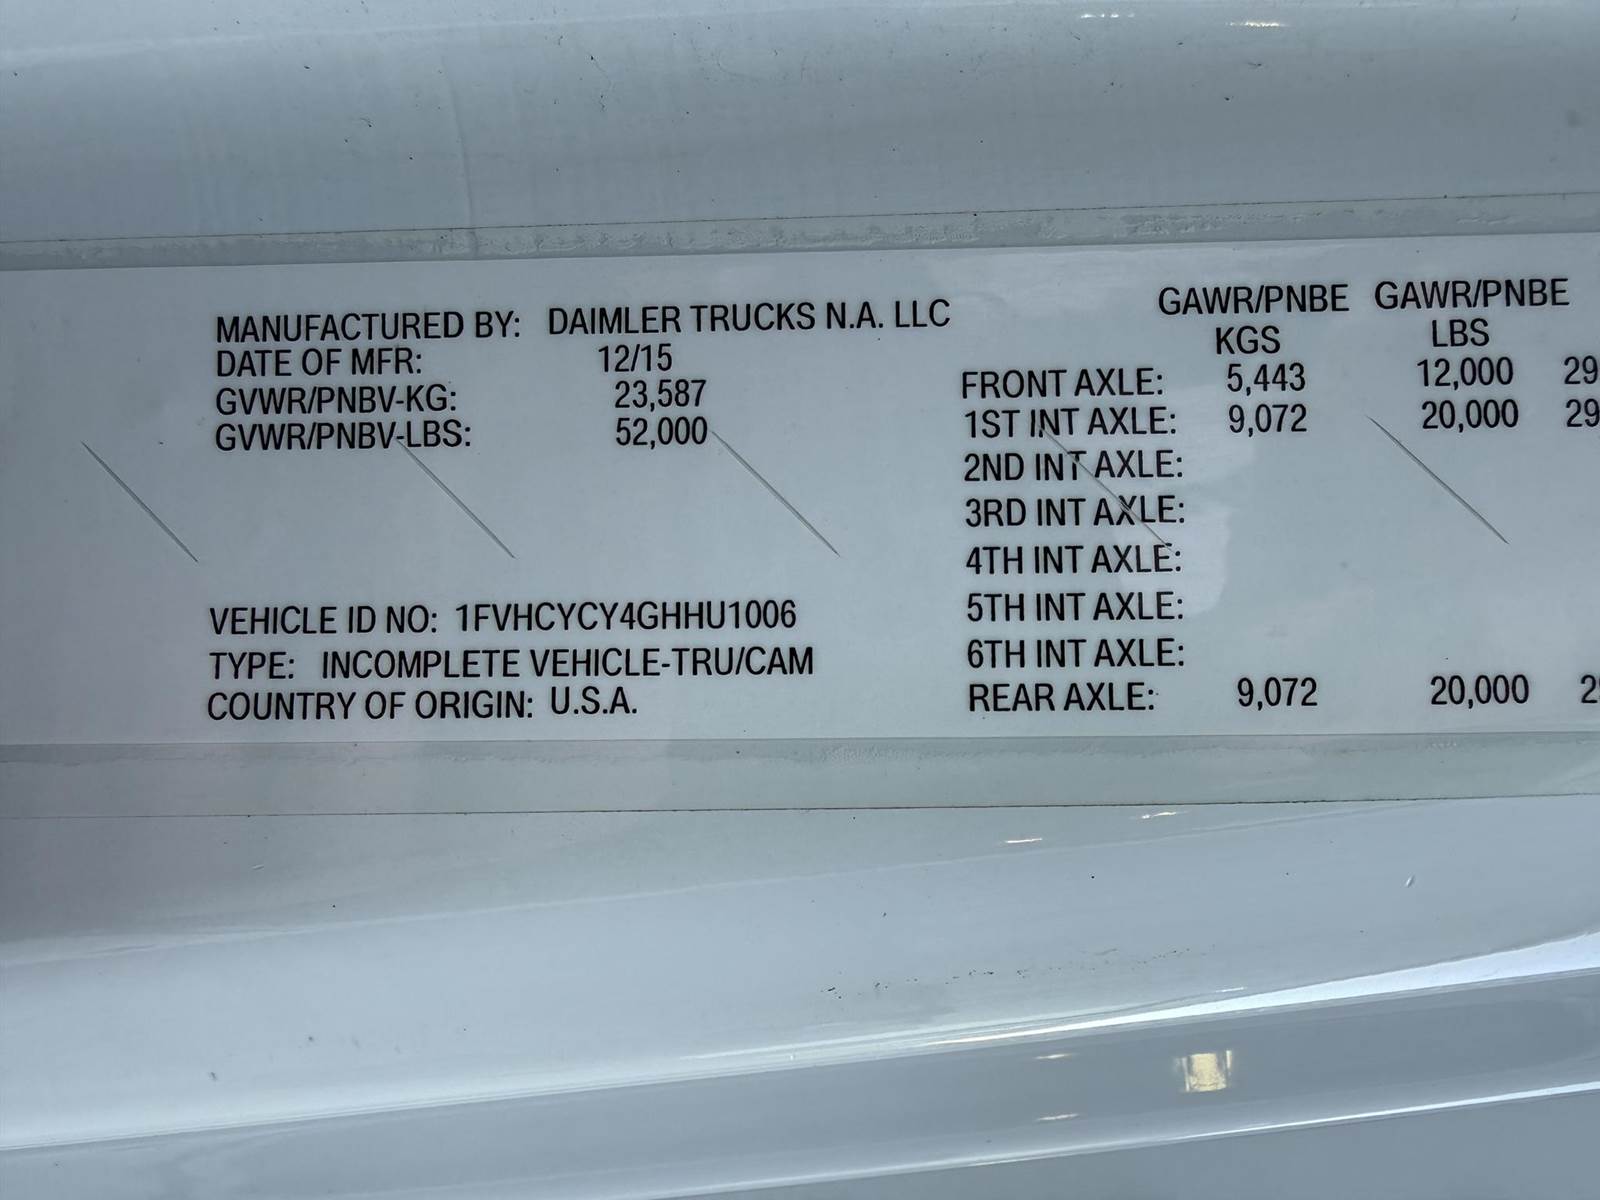 MANUFACTURED BY: DAIMLER TRUCKS N.A. LLC
DATE OF MFR: 12/15
GVWR/PNBV-KG: 23,587
GVWR/PNBV-LBS: 52,000
VEHICLE ID NO: 1FVHCYCY4GHHU1006
TYPE: INCOMPLETE VEHICLE-TRU/CAM
COUNTRY OF ORIGIN: U.S.A.
GAWR/PNBE GAWR/PNBE
KGS LBS
FRONT AXLE: 5,443 12,000 29
1ST INT AXLE: 9,072 20,000 29
2ND INT AXLE:
3RD INT AXLE:
4TH INT AXLE:
5TH INT AXLE:
6TH INT AXLE:
REAR AXLE: 9,072 20,000